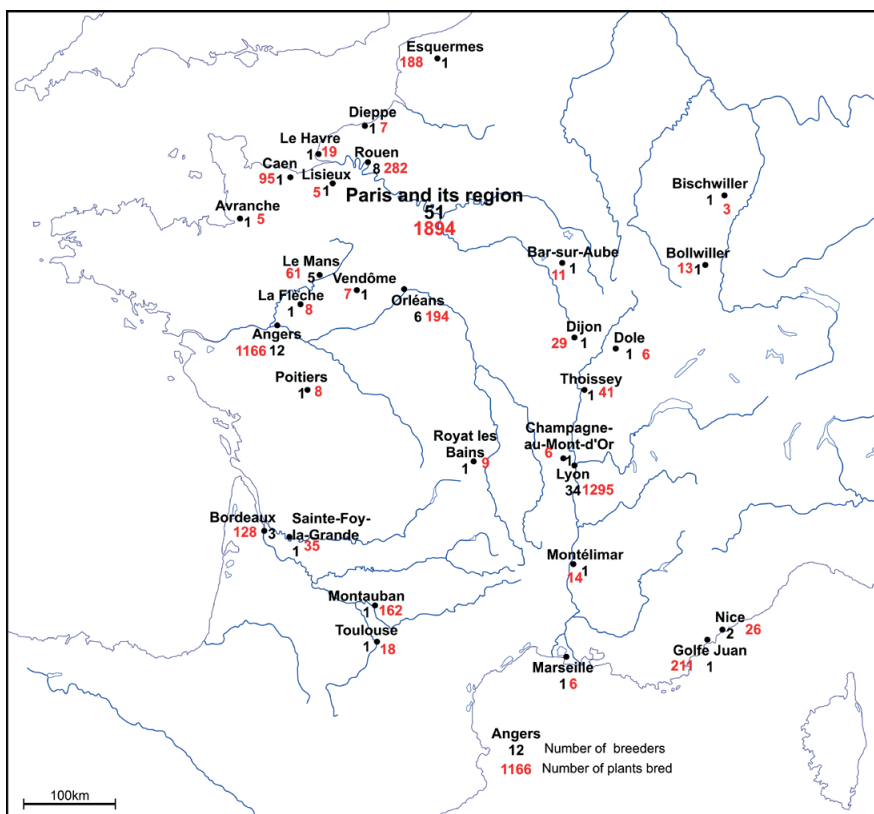 Esquermes
188 1
Dieppe
1 7
Le Havre
1 19
Rouen
8 282
Caen
95 1
Lisieux
5 1
Paris and its region
51
1894
Avranche
1 5
Bischwiller
1
3
Bollwiller
13 1
Bar-sur-Aube
11 1
Le Mans
61 5
Vendôme
7 1
La Flèche
1 8
Orléans
6 194
Angers
1166 12
Dijon
29 1
Dole
1 6
Poitiers
1 8
Thoissey
1 41
Champagne-
au-Mont-d'Or
6 1
Royat les
Bains
1 9
Lyon
34 1295
Bordeaux
128 3
Sainte-Foy-
la-Grande
1 35
Montélimar
14 1
Montauban
1 162
Toulouse
1 18
Nice
2 26
Golfe Juan
211 1
Marseille
1 6
Angers
12 Number of breeders
1166 Number of plants bred
100km